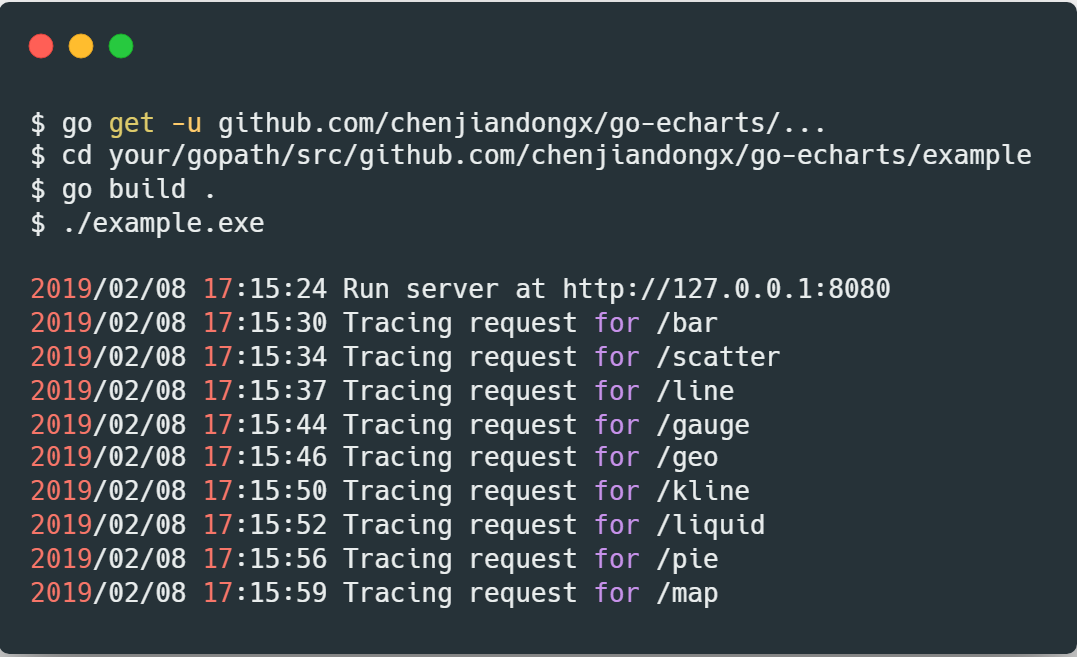 $ go get -u github.com/chenjiandongx/go-echarts/...
$ cd your/gopath/src/github.com/chenjiandongx/go-echarts/example
$ go build .
$ ./example.exe
2019/02/08 17:15:24 Run server at http://127.0.0.1:8080
2019/02/08 17:15:30 Tracing request for /bar
2019/02/08 17:15:34 Tracing request for /scatter
2019/02/08 17:15:37 Tracing request for /line
2019/02/08 17:15:44 Tracing request for /gauge
2019/02/08 17:15:46 Tracing request for /geo
2019/02/08 17:15:50 Tracing request for /kline
2019/02/08 17:15:52 Tracing request for /liquid
2019/02/08 17:15:56 Tracing request for /pie
2019/02/08 17:15:59 Tracing request for /map